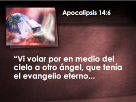 Apocalipsis 14:6
“Vi volar por en medio del
cielo a otro ángel, que tenía
el evangelio eterno...